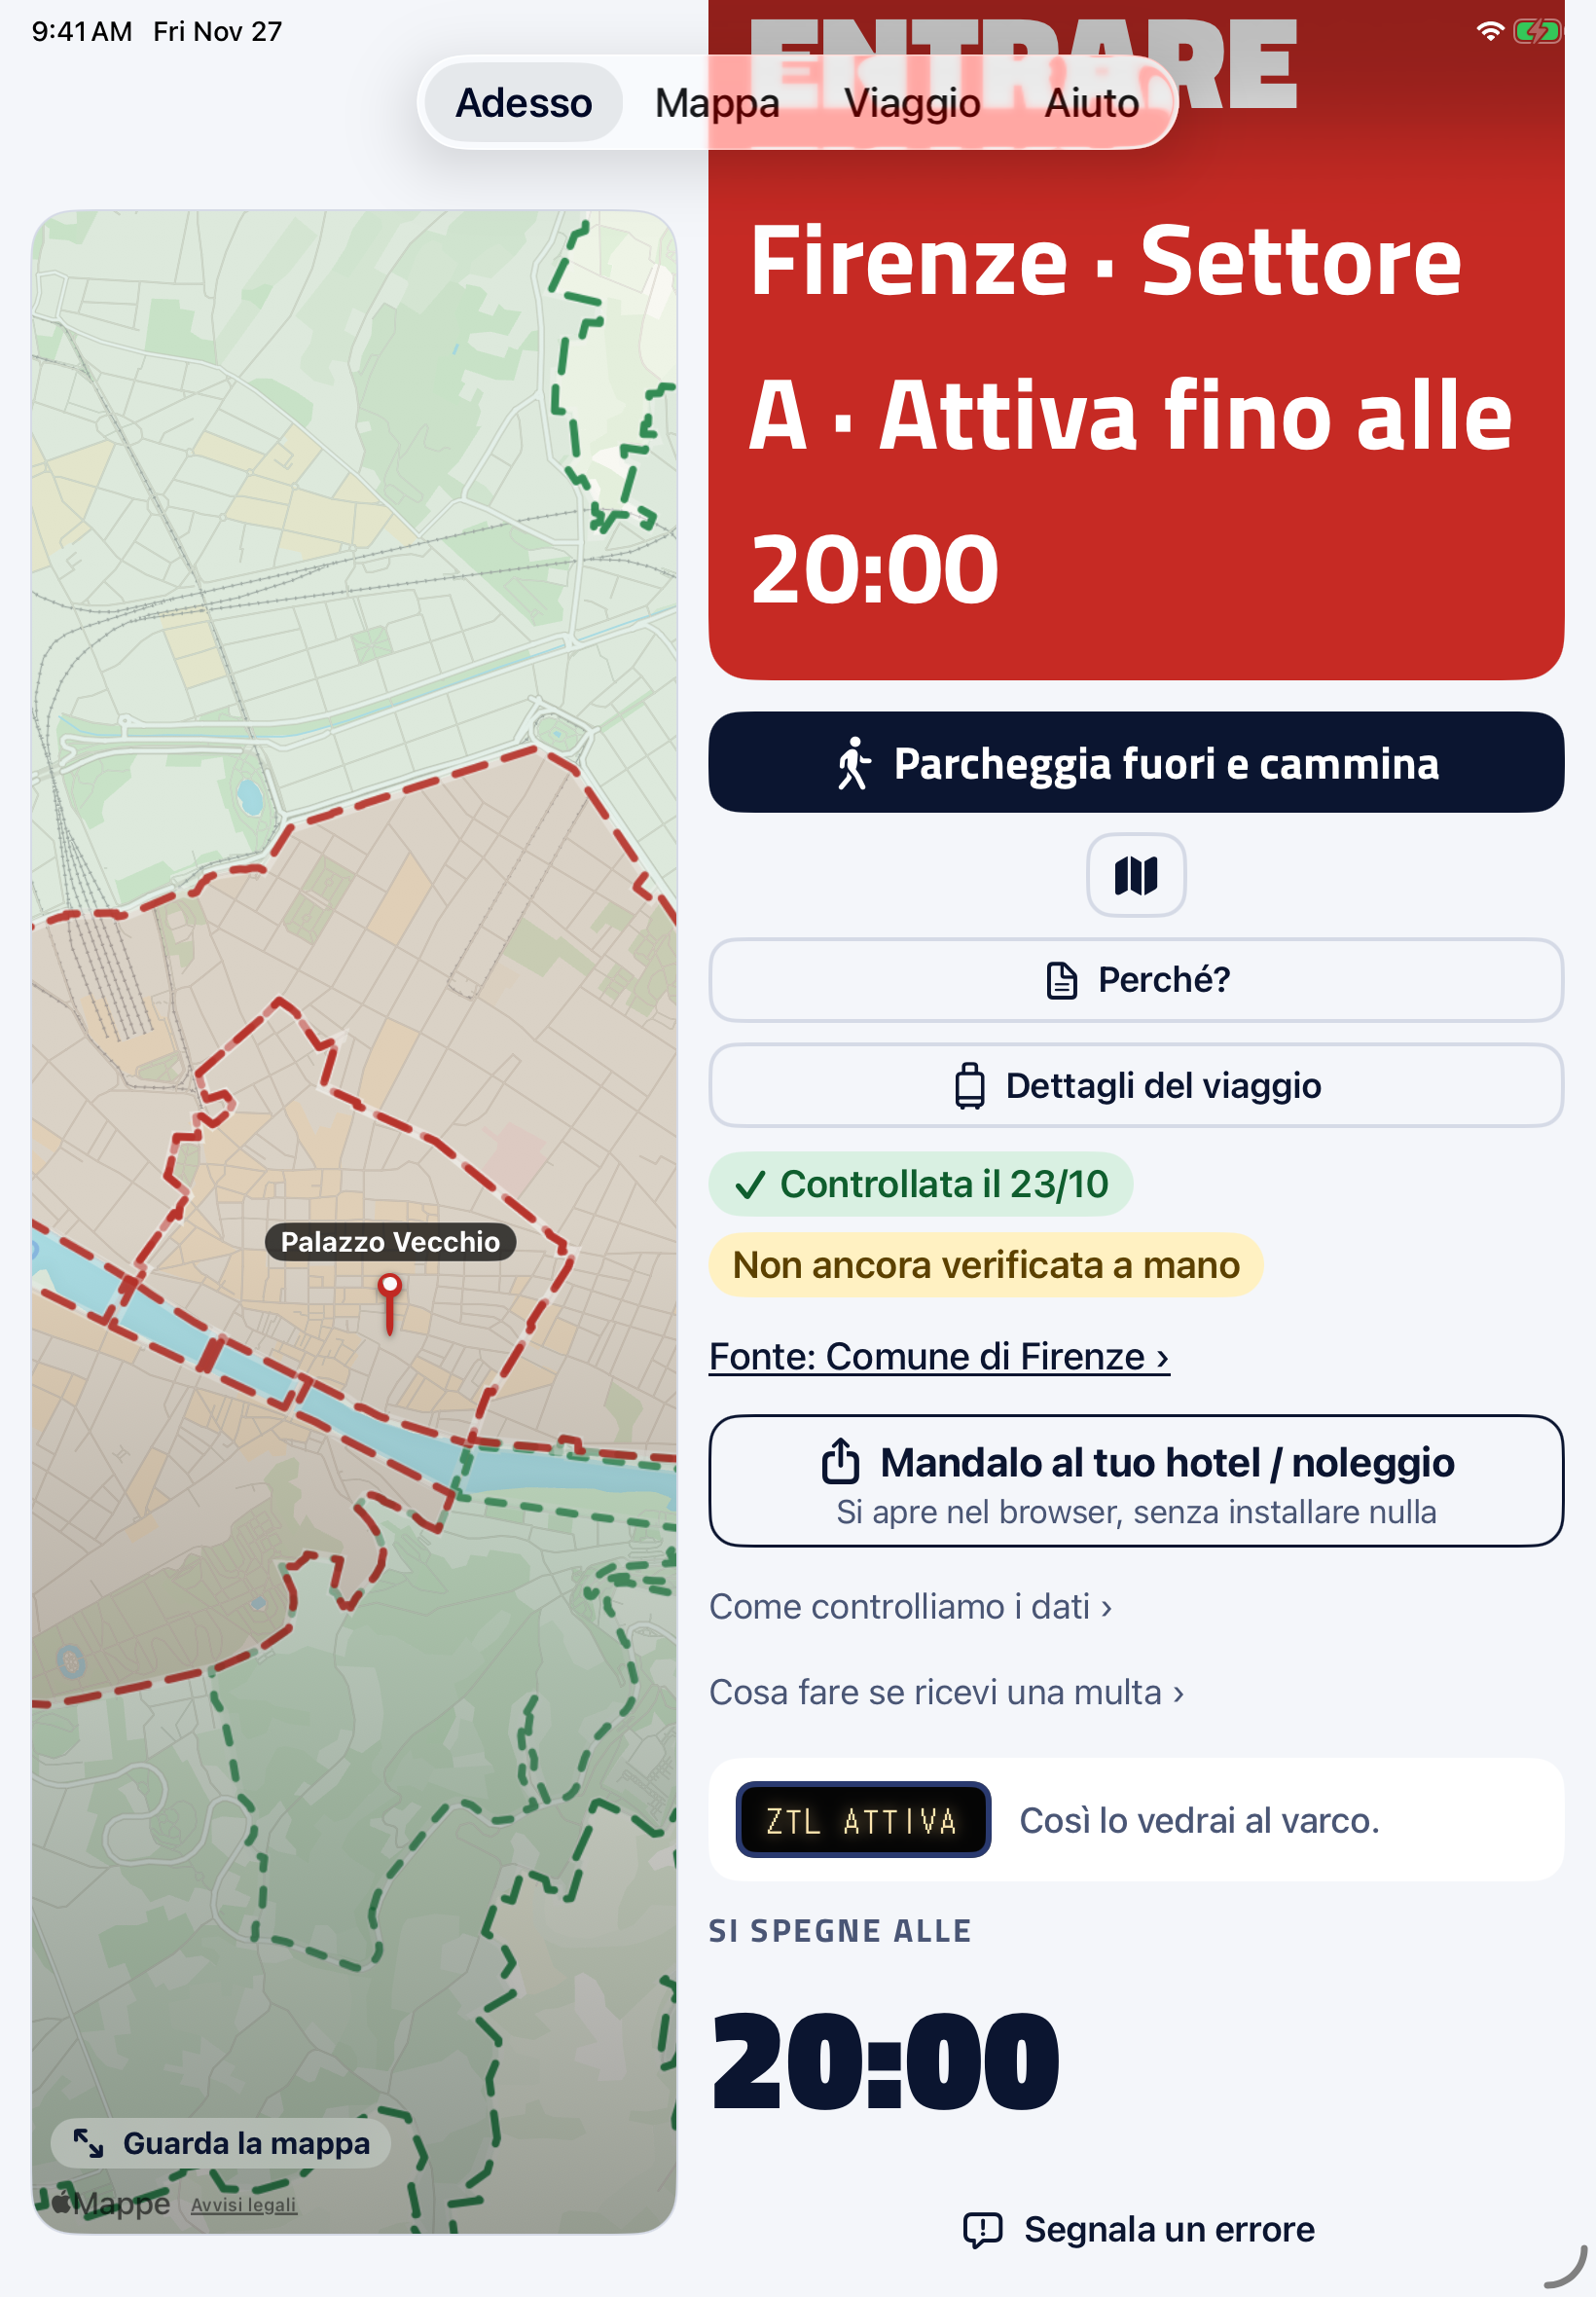 9:41 AM Fri Nov 27
Adesso Mappa Viaggio Aiuto
ENTRARE
Firenze · Settore
A · Attiva fino alle
20:00
Parcheggia fuori e cammina
Perché?
Dettagli del viaggio
✓ Controllata il 23/10
Non ancora verificata a mano
Fonte: Comune di Firenze ›
Mandalo al tuo hotel / noleggio
Si apre nel browser, senza installare nulla
Come controlliamo i dati ›
Cosa fare se ricevi una multa ›
ZTL ATTIVA Così lo vedrai al varco.
SI SPEGNE ALLE
20:00
Segnala un errore
Palazzo Vecchio
Guarda la mappa
Mappe Avvisi legali